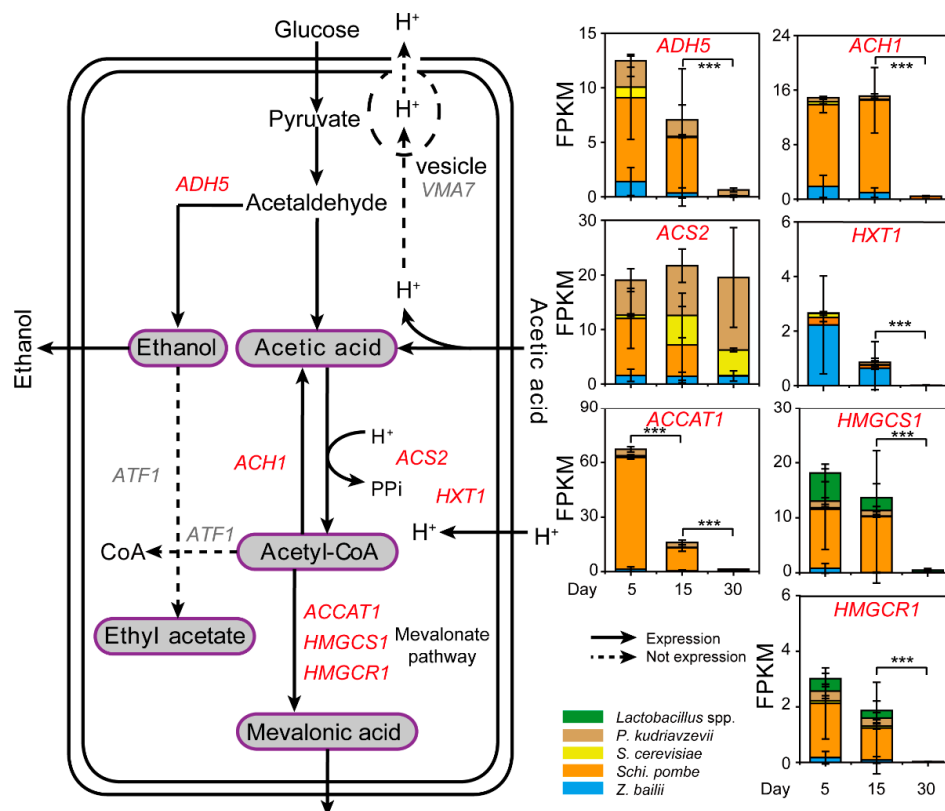 Glucose
H⁺
H⁺
Pyruvate
vesicle
VMA7
ADH5
Acetaldehyde
H⁺
Ethanol
Ethanol
Acetic acid
Acetic acid
H⁺
ATF1
ACH1
ACS2
PPi
HXT1
H⁺
H⁺
CoA
ATF1
Acetyl-CoA
ACCAT1
HMGCS1
HMGCR1
Mevalonate
pathway
Ethyl acetate
Mevalonic acid
ADH5
***
FPKM
15
10
5
0
ACH1
***
24
16
8
0
ACS2
FPKM
30
20
10
0
HXT1
***
6
4
2
0
ACCAT1
***
***
FPKM
90
60
30
0
Day
5
15
30
HMGCS1
***
30
20
10
0
Expression
Not expression
HMGCR1
***
FPKM
6
4
2
0
Day
5
15
30
Lactobacillus spp.
P. kudriavzevii
S. cerevisiae
Schi. pombe
Z. bailii